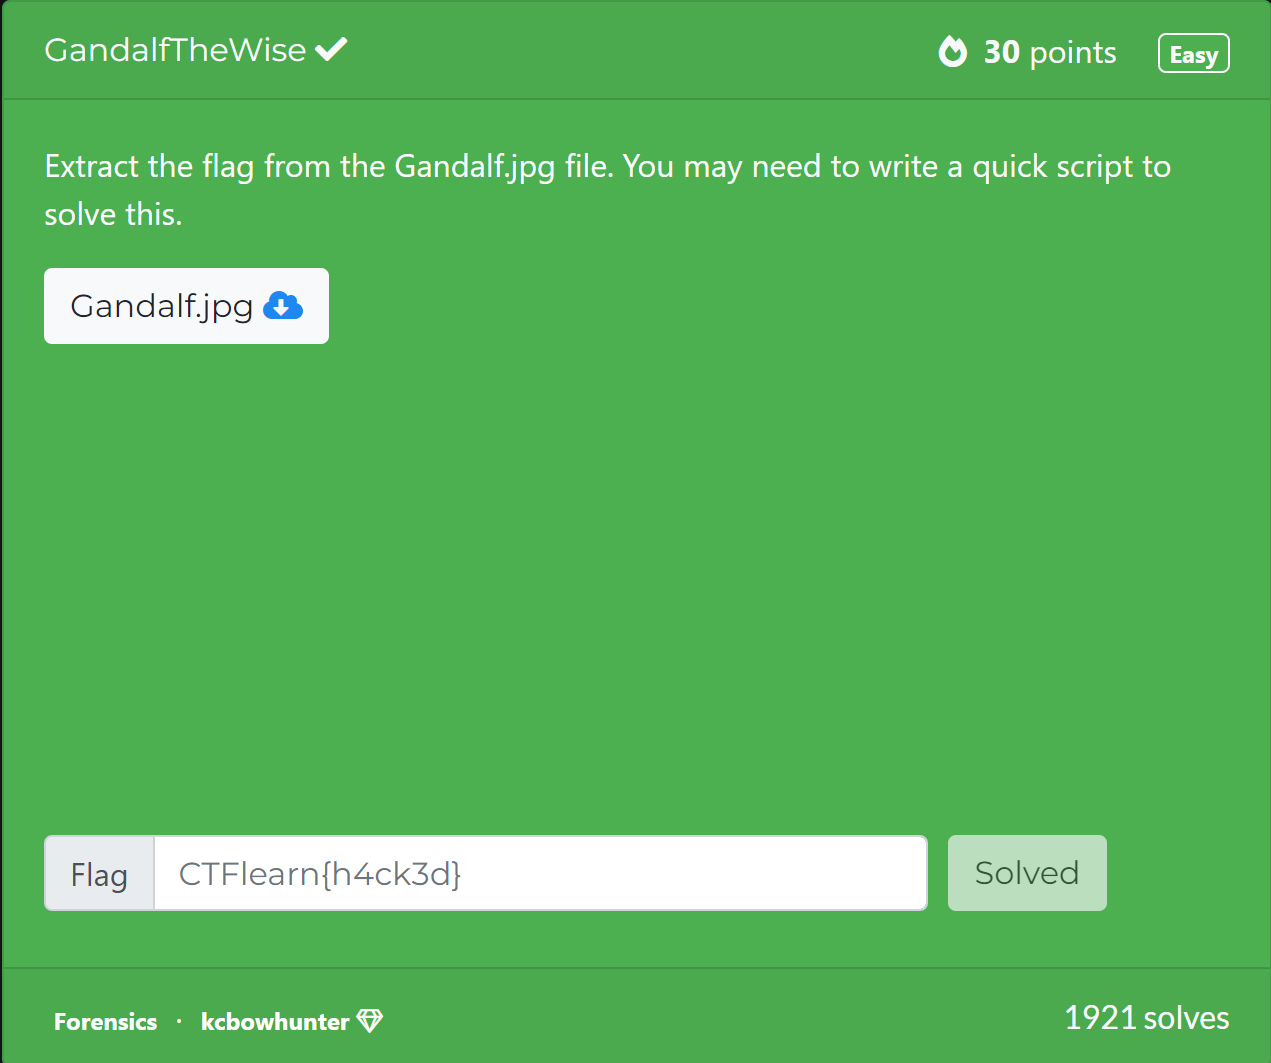 GandalfTheWise
30 points
Easy
Extract the flag from the Gandalf.jpg file. You may need to write a quick script to
solve this.
Gandalf.jpg
Flag
CTFlearn{h4ck3d}
Solved
Forensics · kcbowhunter
1921 solves